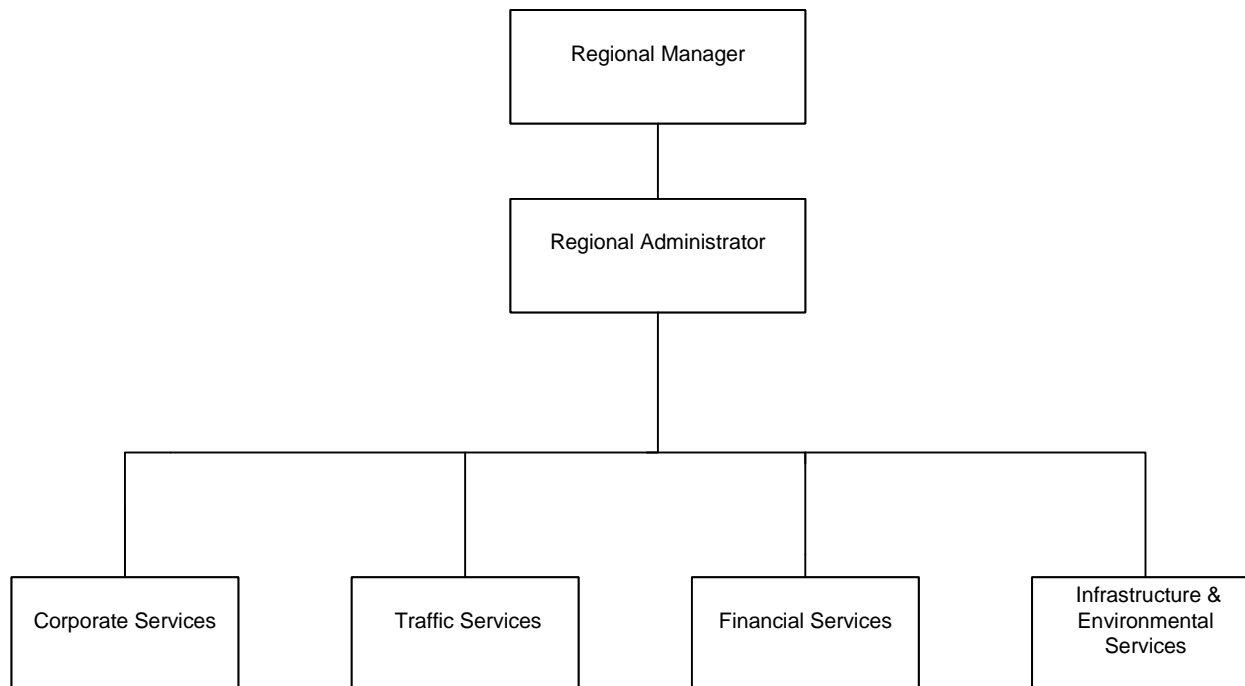 Regional Manager
Regional Administrator
Corporate Services
Traffic Services
Financial Services
Infrastructure &
Environmental
Services